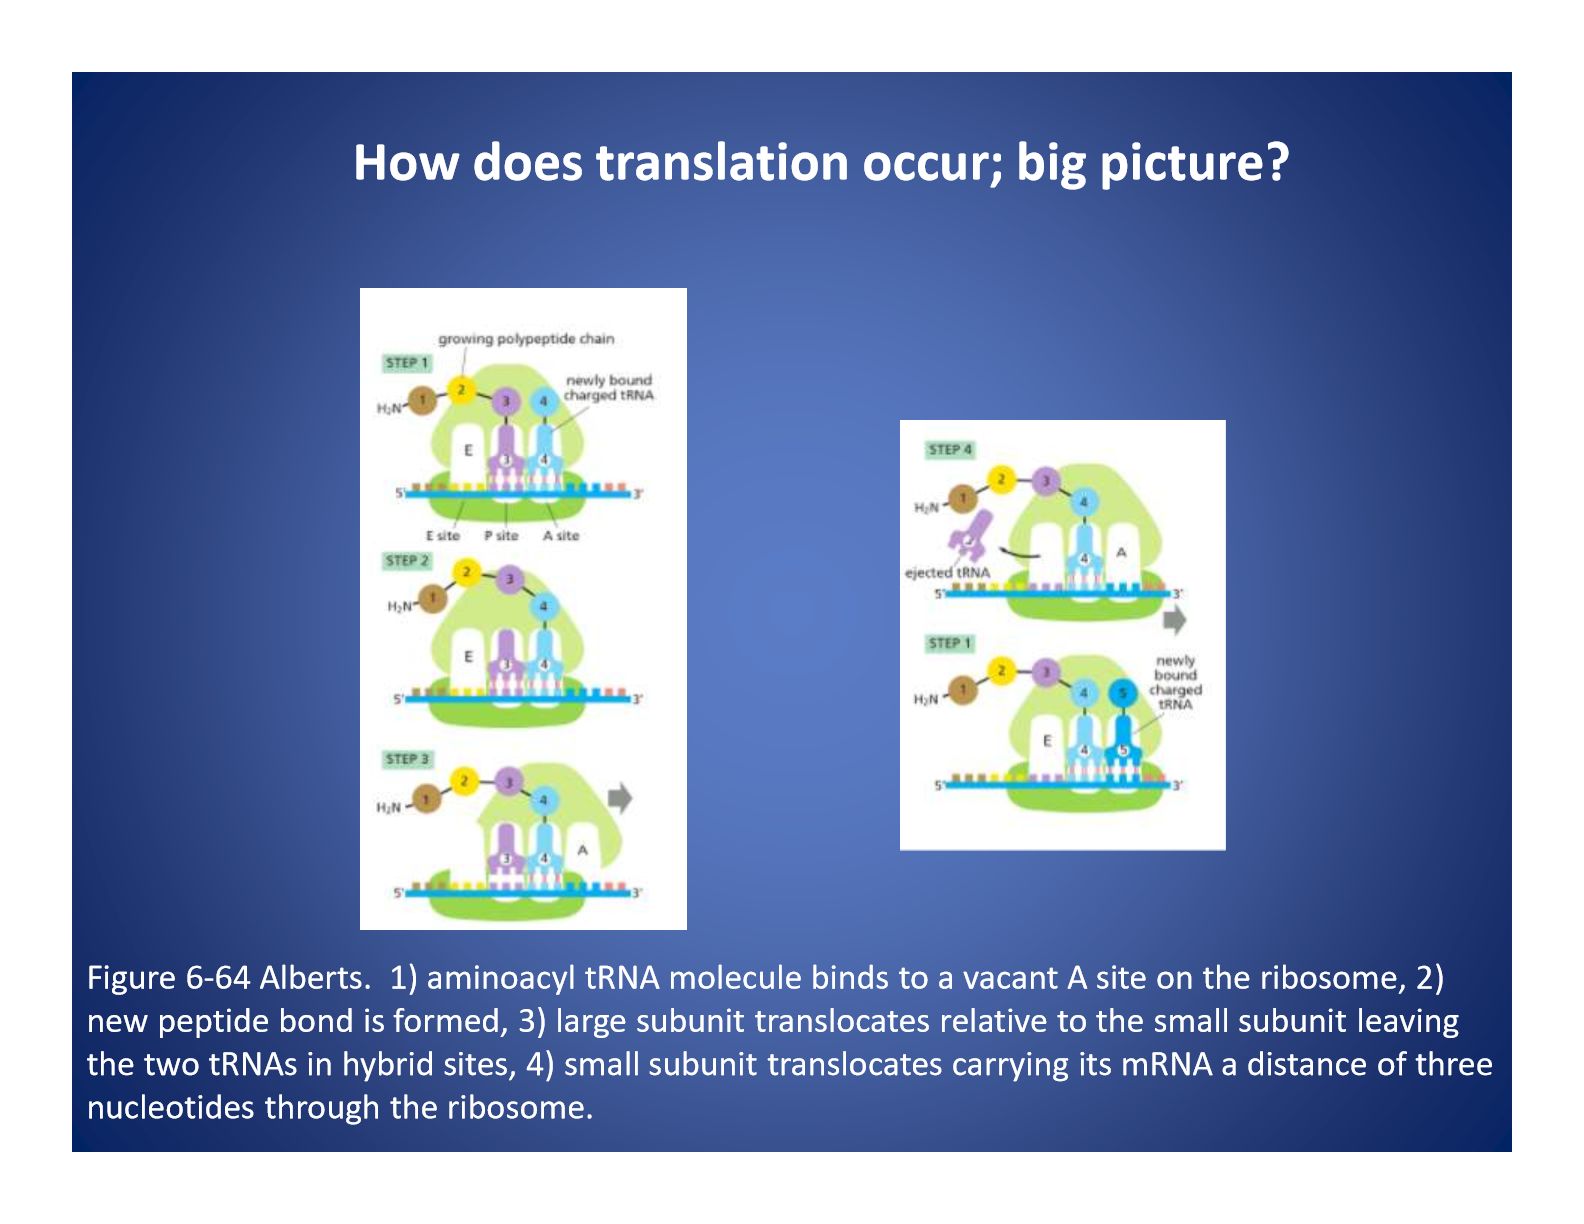 How does translation occur; big picture?
growing polypeptide chain
STEP 1
newly bound
charged tRNA
2
1
3
4
H₂N
E
3
4
5'
3'
E site
P site
A site
STEP 2
2
3
1
4
H₂N
E
3
4
5'
3'
STEP 3
2
3
1
4
H₂N
3
4
A
5'
3'
STEP 4
2
3
1
4
H₂N
4
A
ejected tRNA
5'
3'
STEP 1
newly
bound
charged
tRNA
2
3
1
4
5
H₂N
E
4
5
5'
3'
Figure 6-64 Alberts.  1) aminoacyl tRNA molecule binds to a vacant A site on the ribosome, 2)
new peptide bond is formed, 3) large subunit translocates relative to the small subunit leaving
the two tRNAs in hybrid sites, 4) small subunit translocates carrying its mRNA a distance of three
nucleotides through the ribosome.